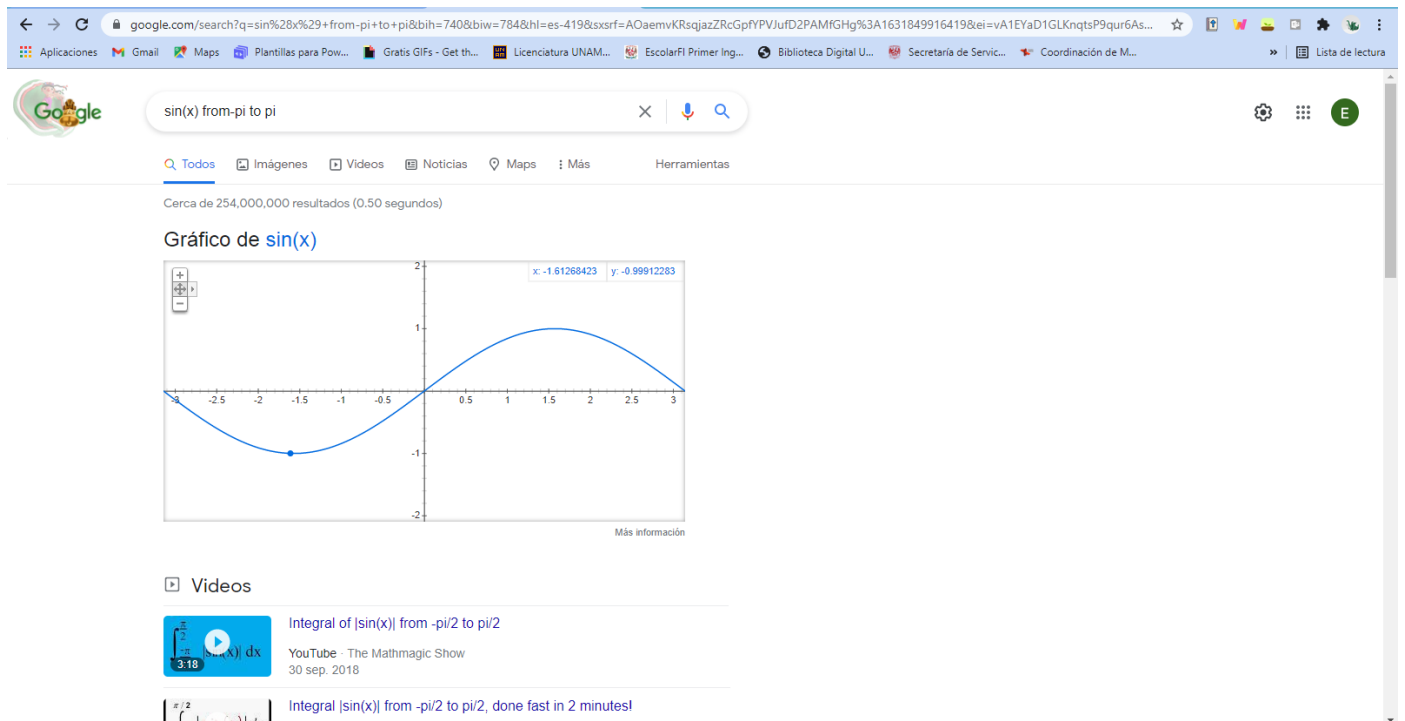 google.com/search?q=sin%28x%29+from-pi+to+pi&bih=740&biw=784&hl=es-419&sxsrf=AOaemvKRsqjazZRcGpfYPVJufD2PAMfGHg%3A1631849916419&ei=vA1EYaD1GLKnqtsP9qur6As...
Aplicaciones Gmail Maps Plantillas para Pow... Gratis GIFs - Get th... Licenciatura UNAM... EscolarFI Primer Ing... Biblioteca Digital U... Secretaría de Servic... Coordinación de M... » Lista de lectura
Google
sin(x) from-pi to pi
E
Todos Imágenes Videos Noticias Maps Más Herramientas
Cerca de 254,000,000 resultados (0.50 segundos)
Gráfico de sin(x)
x: -1.61268423 y: -0.99912283
2
1
-3 -2.5 -2 -1.5 -1 -0.5 0.5 1 1.5 2 2.5 3
-1
-2
Más información
Videos
Integral of |sin(x)| from -pi/2 to pi/2
YouTube · The Mathmagic Show
30 sep. 2018
3:18
Integral |sin(x)| from -pi/2 to pi/2, done fast in 2 minutes!
π/2